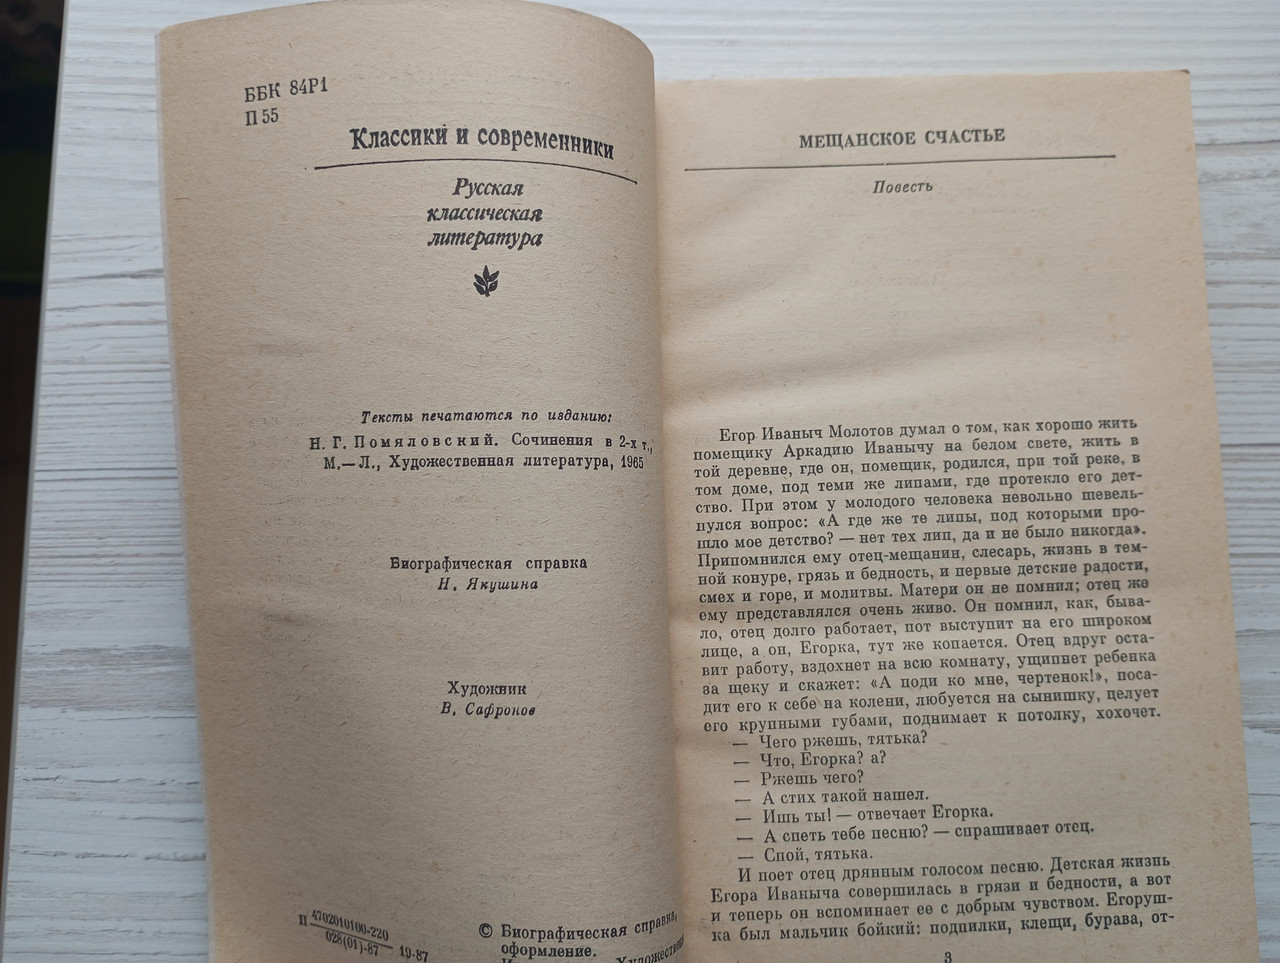 ББК 84Р1
П 55
Классики и современники
Русская
классическая
литература
Тексты печатаются по изданию:
Н. Г. Помяловский. Сочинения в 2-х т.,
М.—Л., Художественная литература, 1965
Биографическая справка
Н. Якушина
Художник
В. Сафронов
П 4702010100-220
028(01)-87 19-87
© Биографическая справка,
оформление.
МЕЩАНСКОЕ СЧАСТЬЕ
Повесть
Егор Иваныч Молотов думал о том, как хорошо жить
помещику Аркадию Иванычу на белом свете, жить в
той деревне, где он, помещик, родился, при той реке, в
том доме, под теми же липами, где протекло его дет-
ство. При этом у молодого человека невольно шевель-
нулся вопрос: «А где же те липы, под которыми про-
шло мое детство? — нет тех лип, да и не было никогда».
Припомнился ему отец-мещанин, слесарь, жизнь в тем-
ной конуре, грязь и бедность, и первые детские радости,
смех и горе, и молитвы. Матери он не помнил; отец же
ему представлялся очень живо. Он помнил, как, быва-
ло, отец долго работает, пот выступит на его широком
лице, а он, Егорка, тут же копается. Отец вдруг оста-
вит работу, вздохнет на всю комнату, ущипнет ребенка
за щеку и скажет: «А поди ко мне, чертенок!», поса-
дит его к себе на колени, любуется на сынишку, целует
его крупными губами, поднимает к потолку, хохочет.
— Чего ржешь, тятька?
— Что, Егорка? а?
— Ржешь чего?
— А стих такой нашел.
— Ишь ты! — отвечает Егорка.
— А спеть тебе песню? — спрашивает отец.
— Спой, тятька.
И поет отец дрянным голосом песню. Детская жизнь
Егора Иваныча совершилась в грязи и бедности, а вот
и теперь он вспоминает ее с добрым чувством. Егоруш-
ка был мальчик бойкий: подпилки, клещи, бурава, от-
3